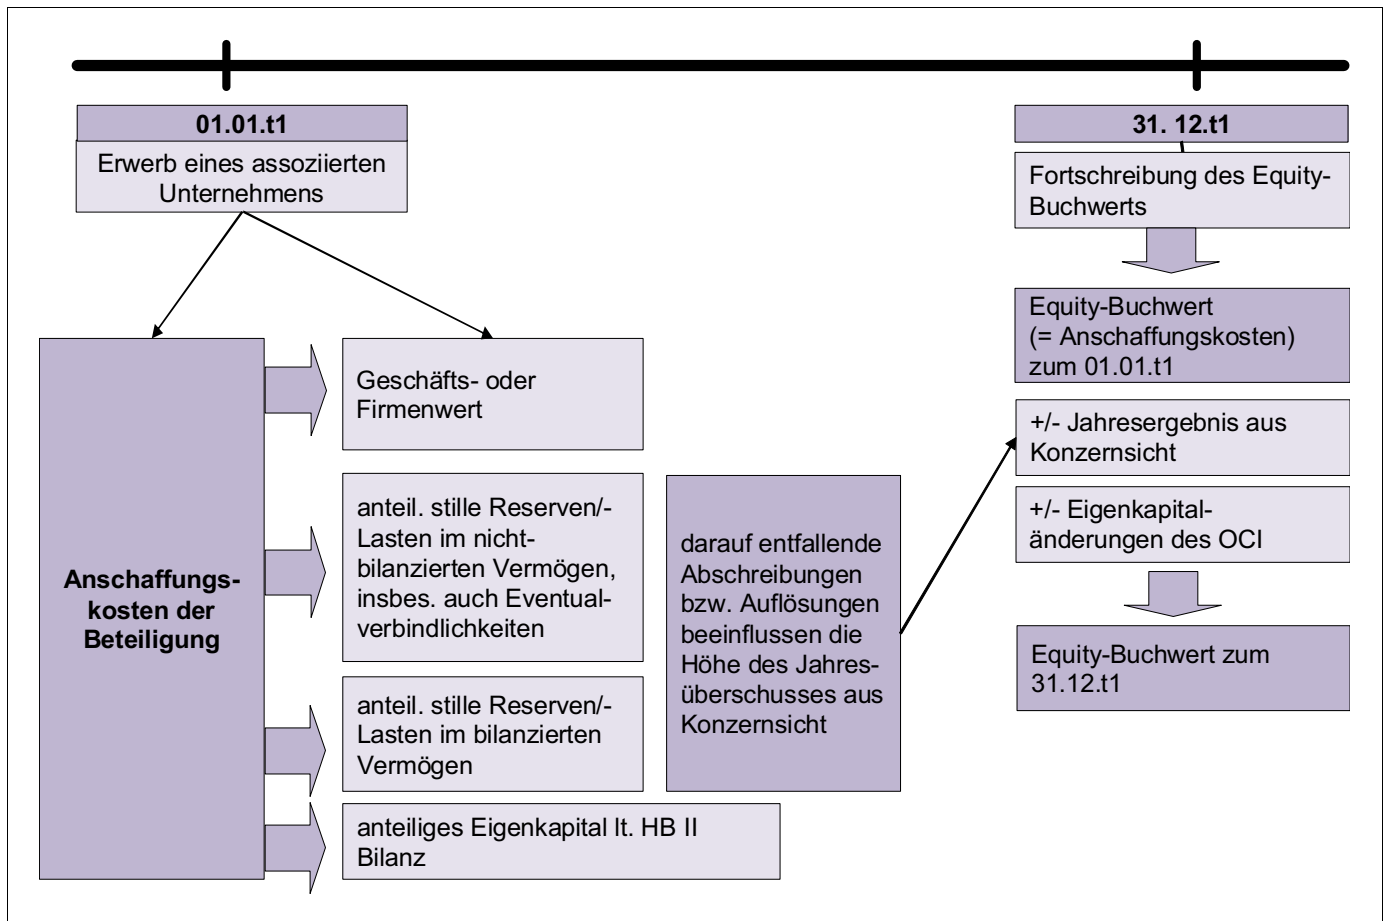 01.01.t1
Erwerb eines assoziierten
Unternehmens
Anschaffungs-
kosten der
Beteiligung
Geschäfts- oder
Firmenwert
anteil. stille Reserven/-
Lasten im nicht-
bilanzierten Vermögen,
insbes. auch Eventual-
verbindlichkeiten
anteil. stille Reserven/-
Lasten im bilanzierten
Vermögen
anteiliges Eigenkapital lt. HB II
Bilanz
darauf entfallende
Abschreibungen
bzw. Auflösungen
beeinflussen die
Höhe des Jahres-
überschusses aus
Konzernsicht
31. 12.t1
Fortschreibung des Equity-
Buchwerts
Equity-Buchwert
(= Anschaffungskosten)
zum 01.01.t1
+/- Jahresergebnis aus
Konzernsicht
+/- Eigenkapital-
änderungen des OCI
Equity-Buchwert zum
31.12.t1